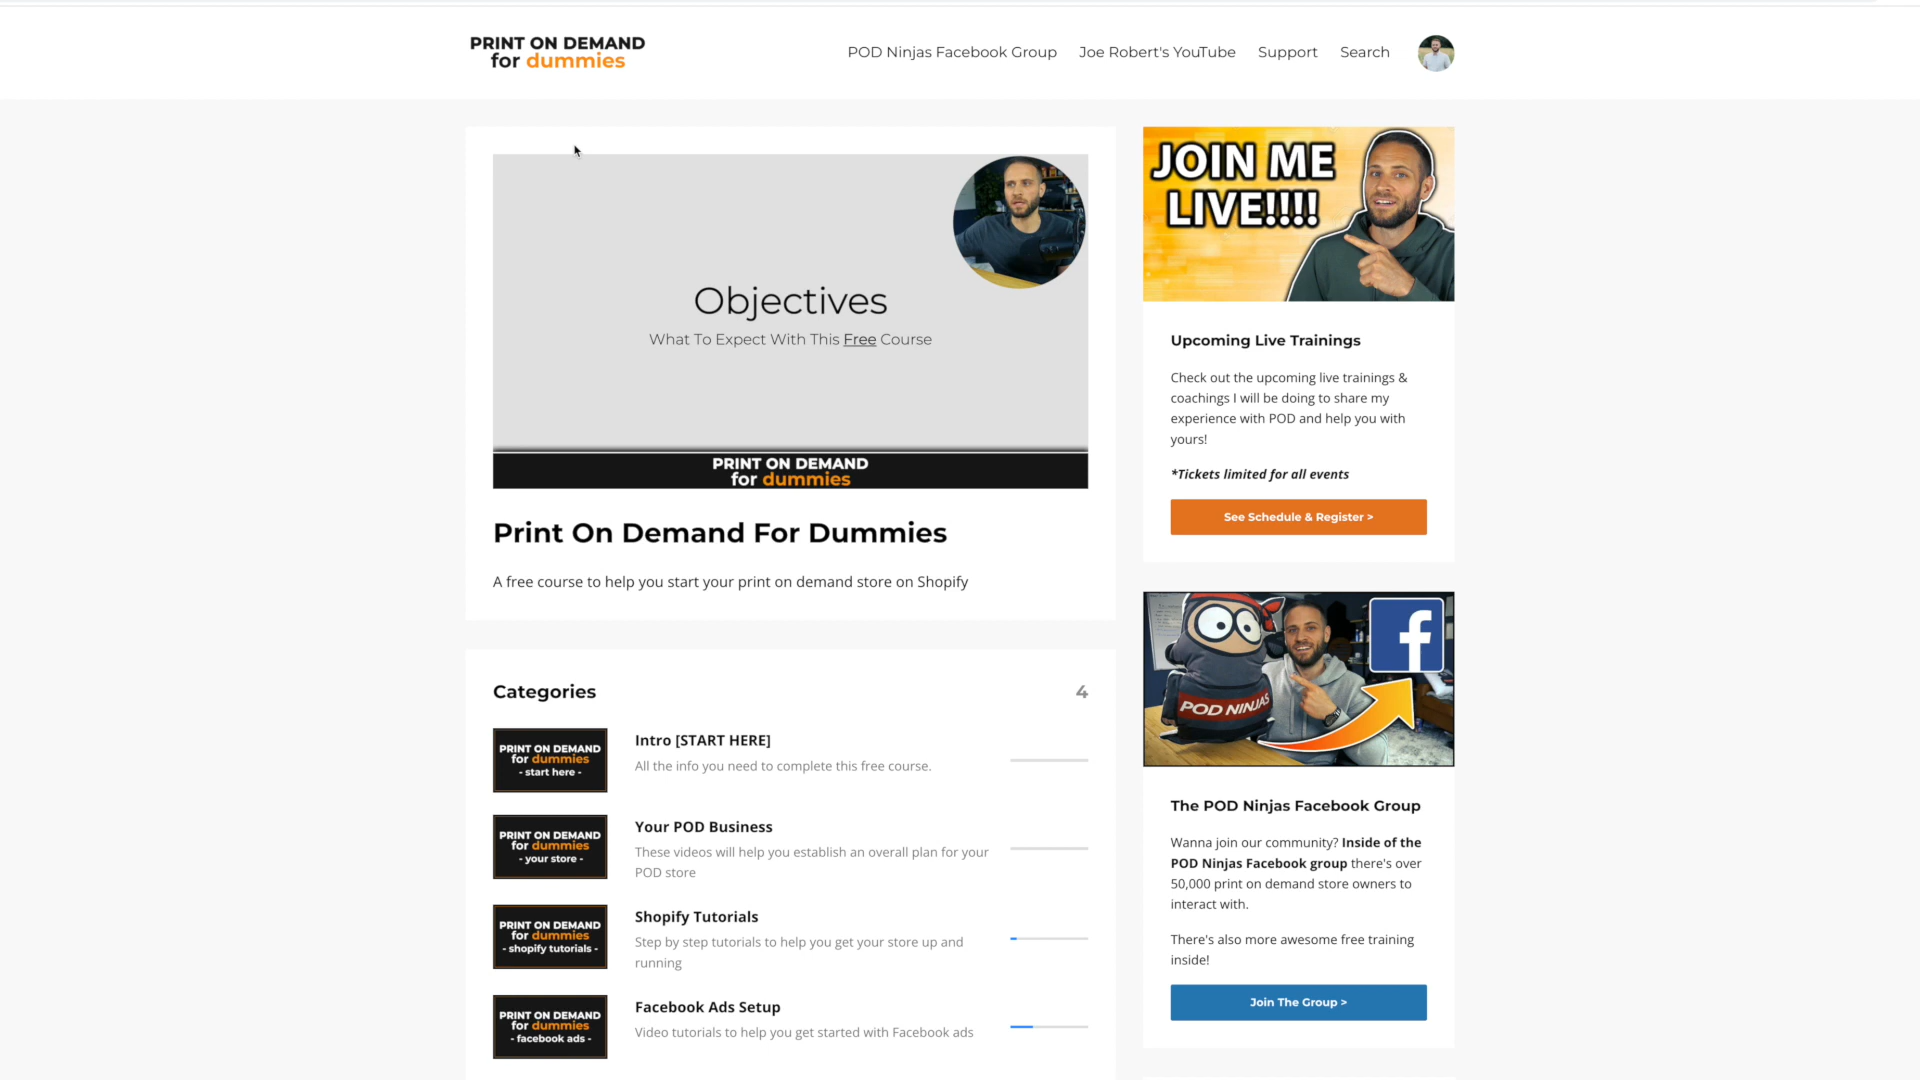 PRINT ON DEMAND
for dummies
POD Ninjas Facebook Group
Joe Robert's YouTube
Support
Search
Objectives
What To Expect With This Free Course
PRINT ON DEMAND
for dummies
Print On Demand For Dummies
A free course to help you start your print on demand store on Shopify
Categories
4
PRINT ON DEMAND
for dummies
- start here -
Intro [START HERE]
All the info you need to complete this free course.
PRINT ON DEMAND
for dummies
- your store -
Your POD Business
These videos will help you establish an overall plan for your
POD store
PRINT ON DEMAND
for dummies
- shopify tutorials -
Shopify Tutorials
Step by step tutorials to help you get your store up and
running
PRINT ON DEMAND
for dummies
- facebook ads -
Facebook Ads Setup
Video tutorials to help you get started with Facebook ads
JOIN ME
LIVE!!!!
Upcoming Live Trainings
Check out the upcoming live trainings &
coachings I will be doing to share my
experience with POD and help you with
yours!
*Tickets limited for all events
See Schedule & Register >
POD NINJAS
f
The POD Ninjas Facebook Group
Wanna join our community? Inside of the
POD Ninjas Facebook group there's over
50,000 print on demand store owners to
interact with.
There's also more awesome free training
inside!
Join The Group >